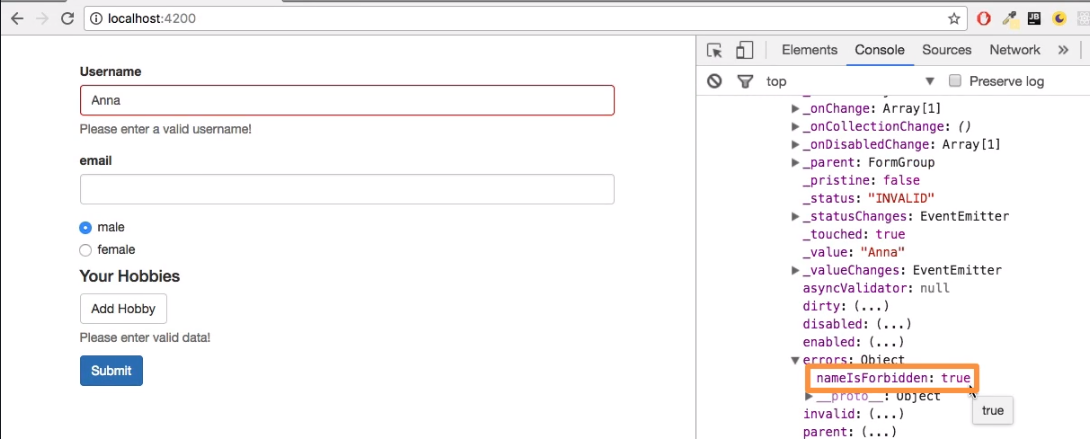 localhost:4200
JB
Elements Console Sources Network »
top Preserve log
Username
Anna
Please enter a valid username!
email
male
female
Your Hobbies
Add Hobby
Please enter valid data!
Submit
_onChange: Array[1]
_onCollectionChange: ()
_onDisabledChange: Array[1]
_parent: FormGroup
_pristine: false
_status: "INVALID"
_statusChanges: EventEmitter
_touched: true
_value: "Anna"
_valueChanges: EventEmitter
asyncValidator: null
dirty: (...)
disabled: (...)
enabled: (...)
errors: Object
nameIsForbidden: true
__proto__: Object
true
invalid: (...)
parent: (...)